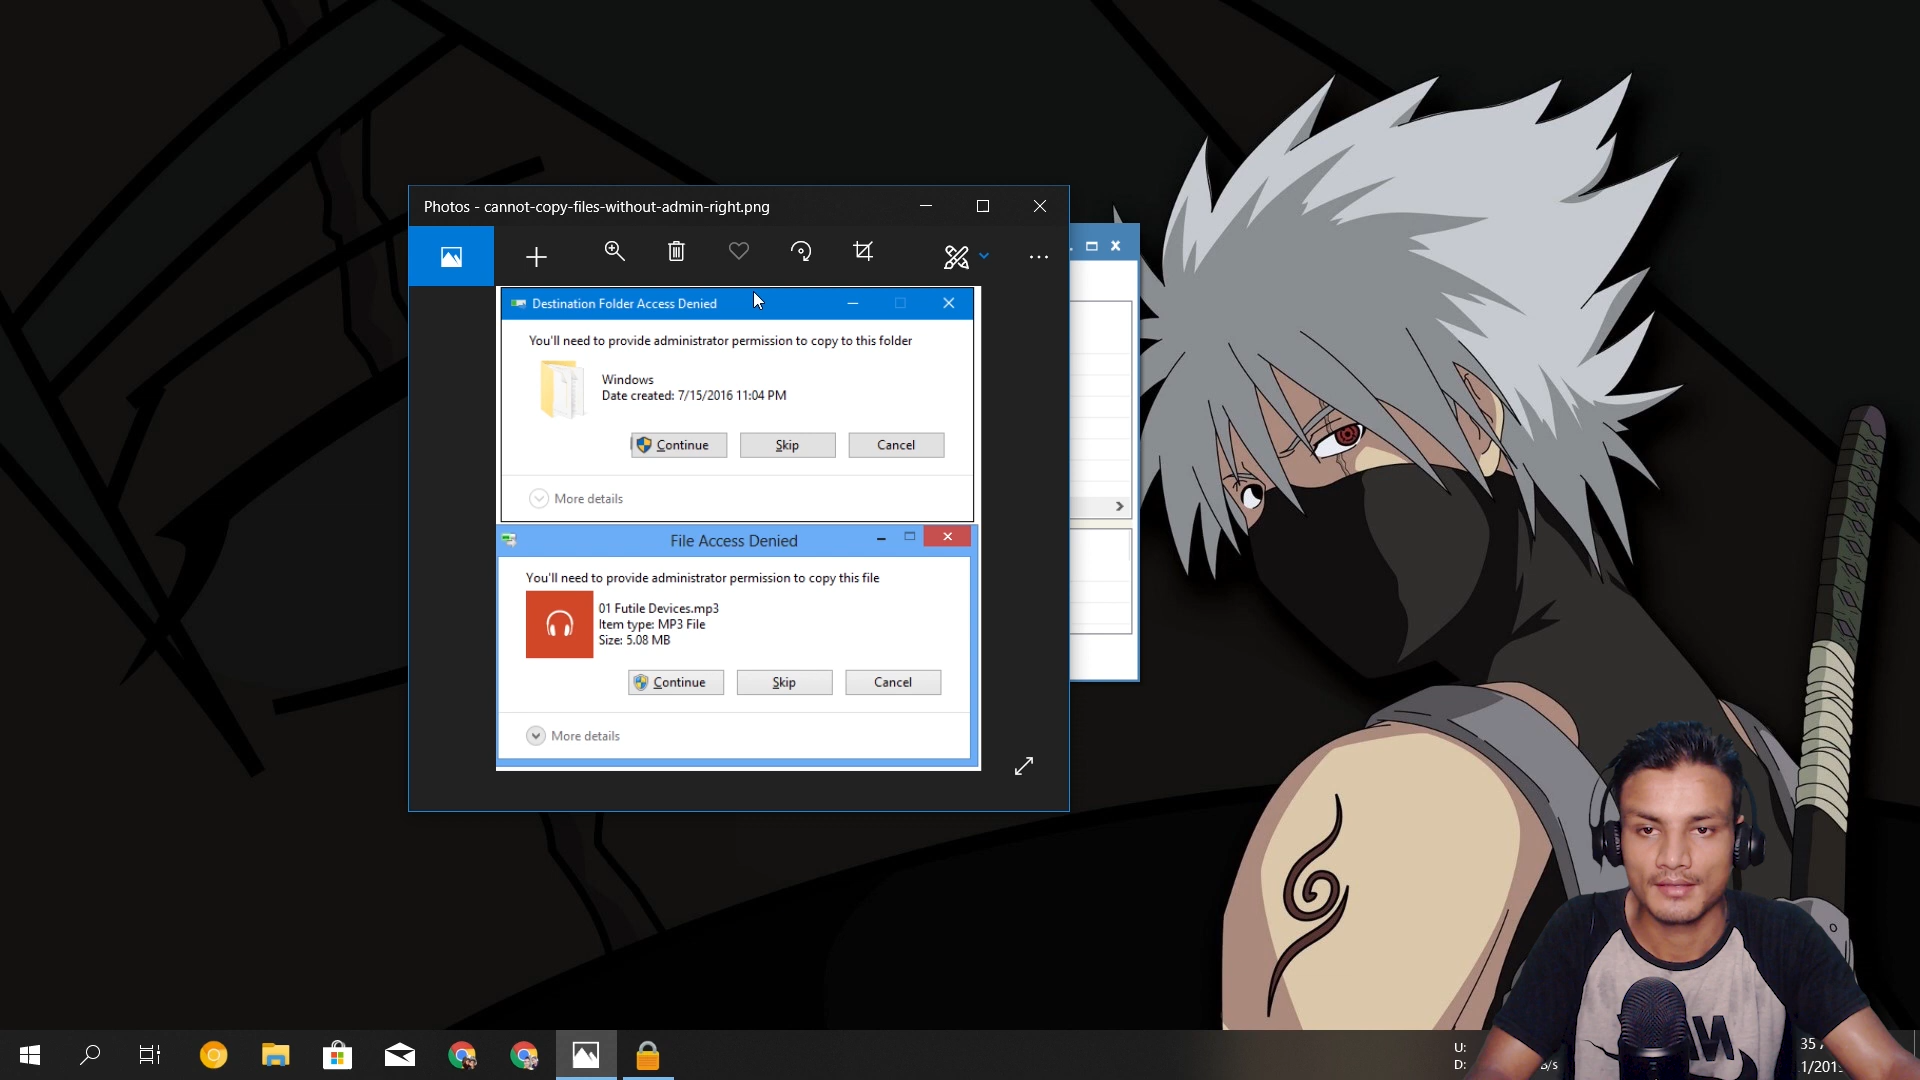 Photos - cannot-copy-files-without-admin-right.png
Destination Folder Access Denied
You'll need to provide administrator permission to copy to this folder
Windows
Date created: 7/15/2016 11:04 PM
Continue
Skip
Cancel
More details
File Access Denied
You'll need to provide administrator permission to copy this file
01 Futile Devices.mp3
Item type: MP3 File
Size: 5.08 MB
Continue
Skip
Cancel
More details
U:
D: